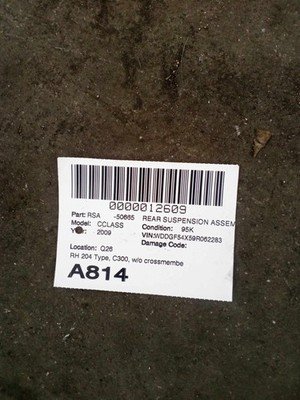 0000012609
Part: RSA -50665 REAR SUSPENSION ASSEM
Model: CCLASS Condition: 95K
2009 VIN:WDDGF54X59R062283
Damage Code:
Location: Q26
RH 204 Type, C300, w/o crossmembe
A814